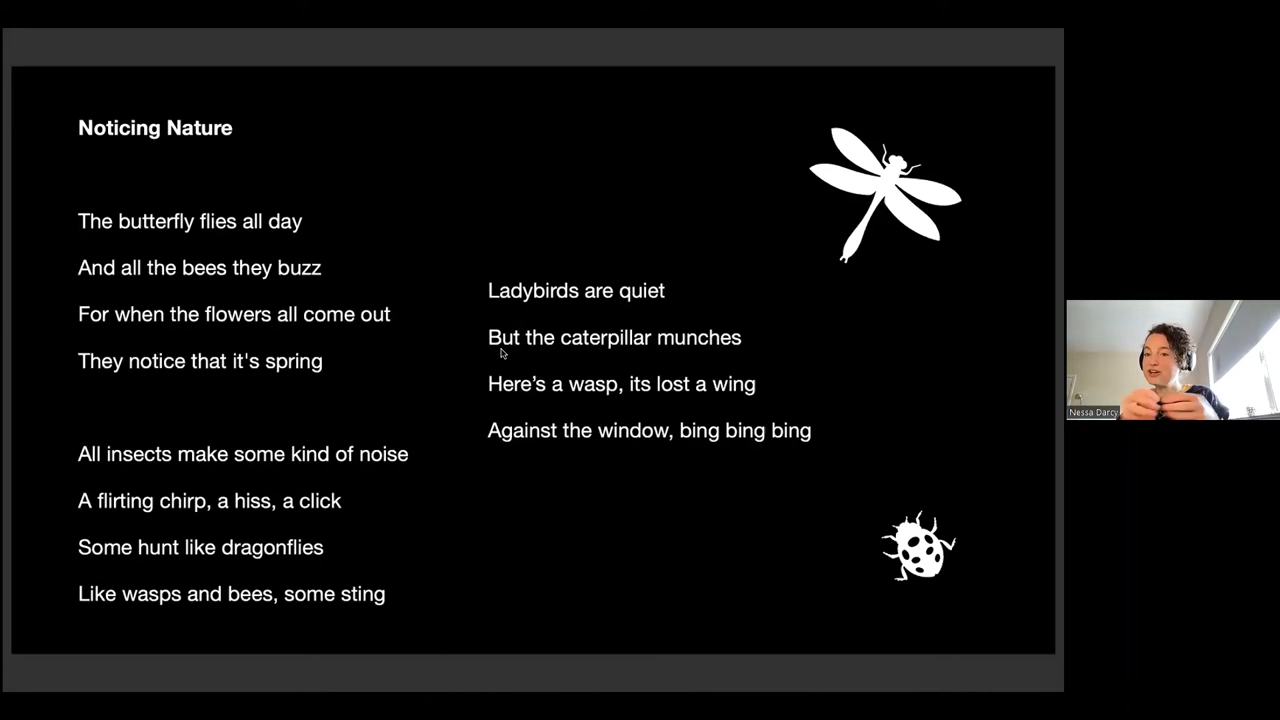 Noticing Nature
The butterfly flies all day
And all the bees they buzz
For when the flowers all come out
They notice that it's spring
All insects make some kind of noise
A flirting chirp, a hiss, a click
Some hunt like dragonflies
Like wasps and bees, some sting
Ladybirds are quiet
But the caterpillar munches
Here’s a wasp, its lost a wing
Against the window, bing bing bing
Nessa Darcy